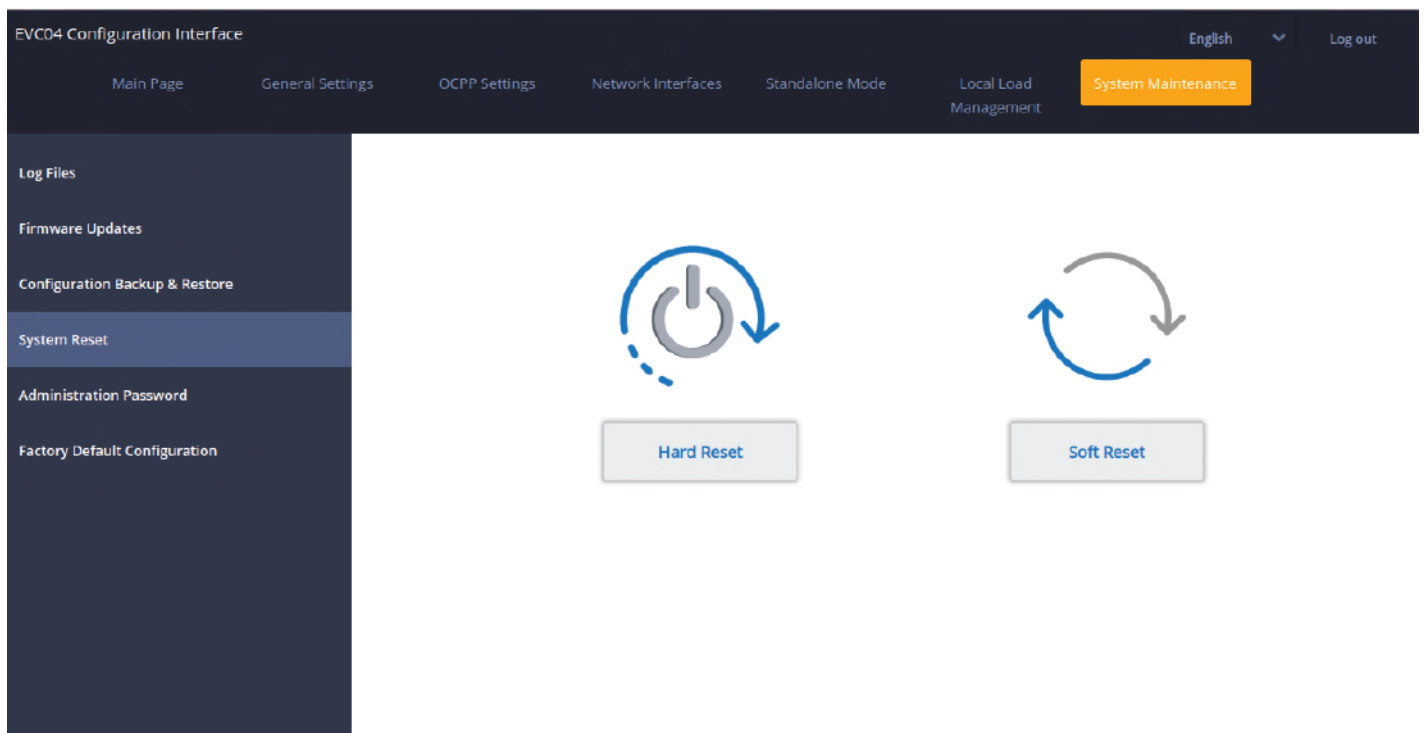 EVC04 Configuration Interface
English
Log out
Main Page
General Settings
OCPP Settings
Network Interfaces
Standalone Mode
Local Load
Management
System Maintenance
Log Files
Firmware Updates
Configuration Backup & Restore
System Reset
Administration Password
Factory Default Configuration
Hard Reset
Soft Reset